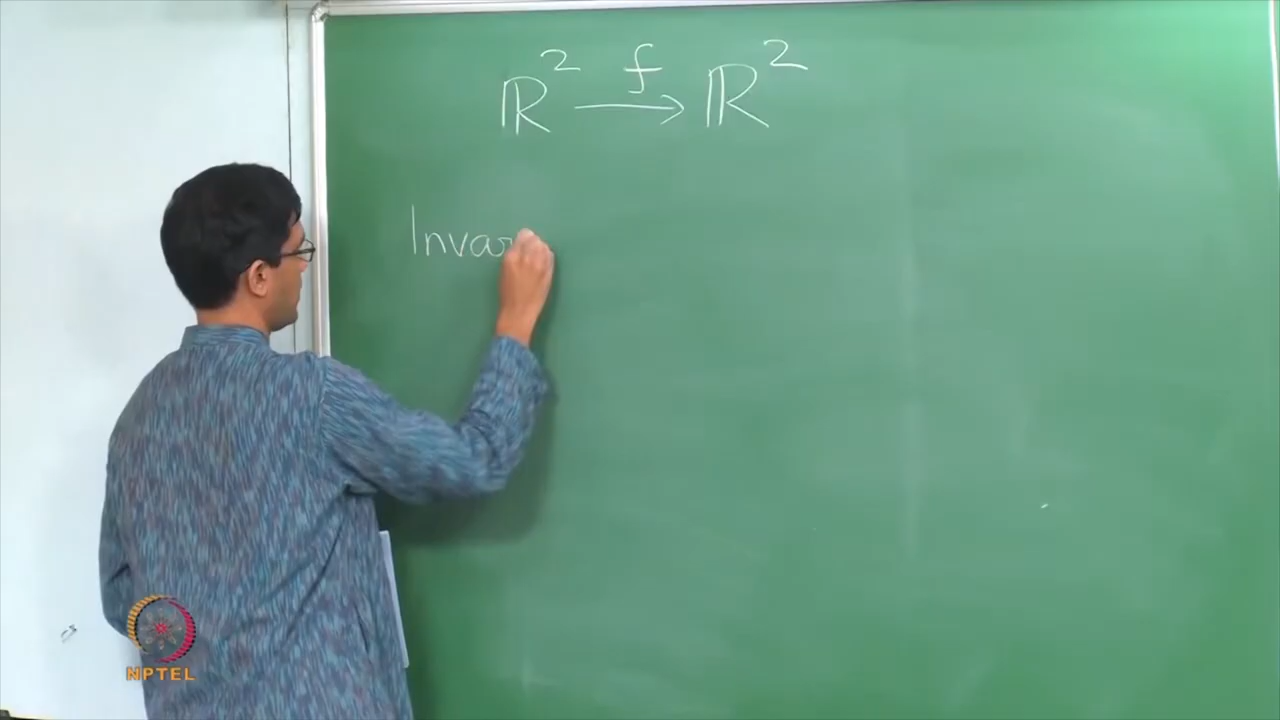 ℝ² —f→ ℝ²
Invar
NPTEL